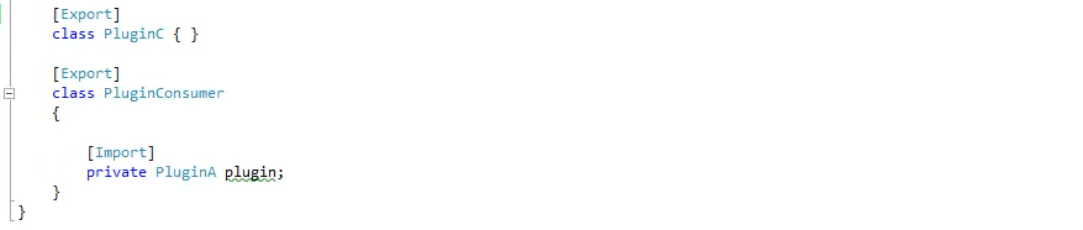 [Export]
class PluginC { }
[Export]
class PluginConsumer
{
[Import]
private PluginA plugin;
}
}